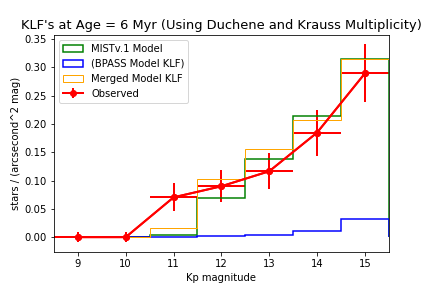 KLF's at Age = 6 Myr (Using Duchene and Krauss Multiplicity)
MISTv.1 Model
(BPASS Model KLF)
Merged Model KLF
Observed
stars / (arcsecond^2 mag)
0.35
0.30
0.25
0.20
0.15
0.10
0.05
0.00
9 10 11 12 13 14 15
Kp magnitude